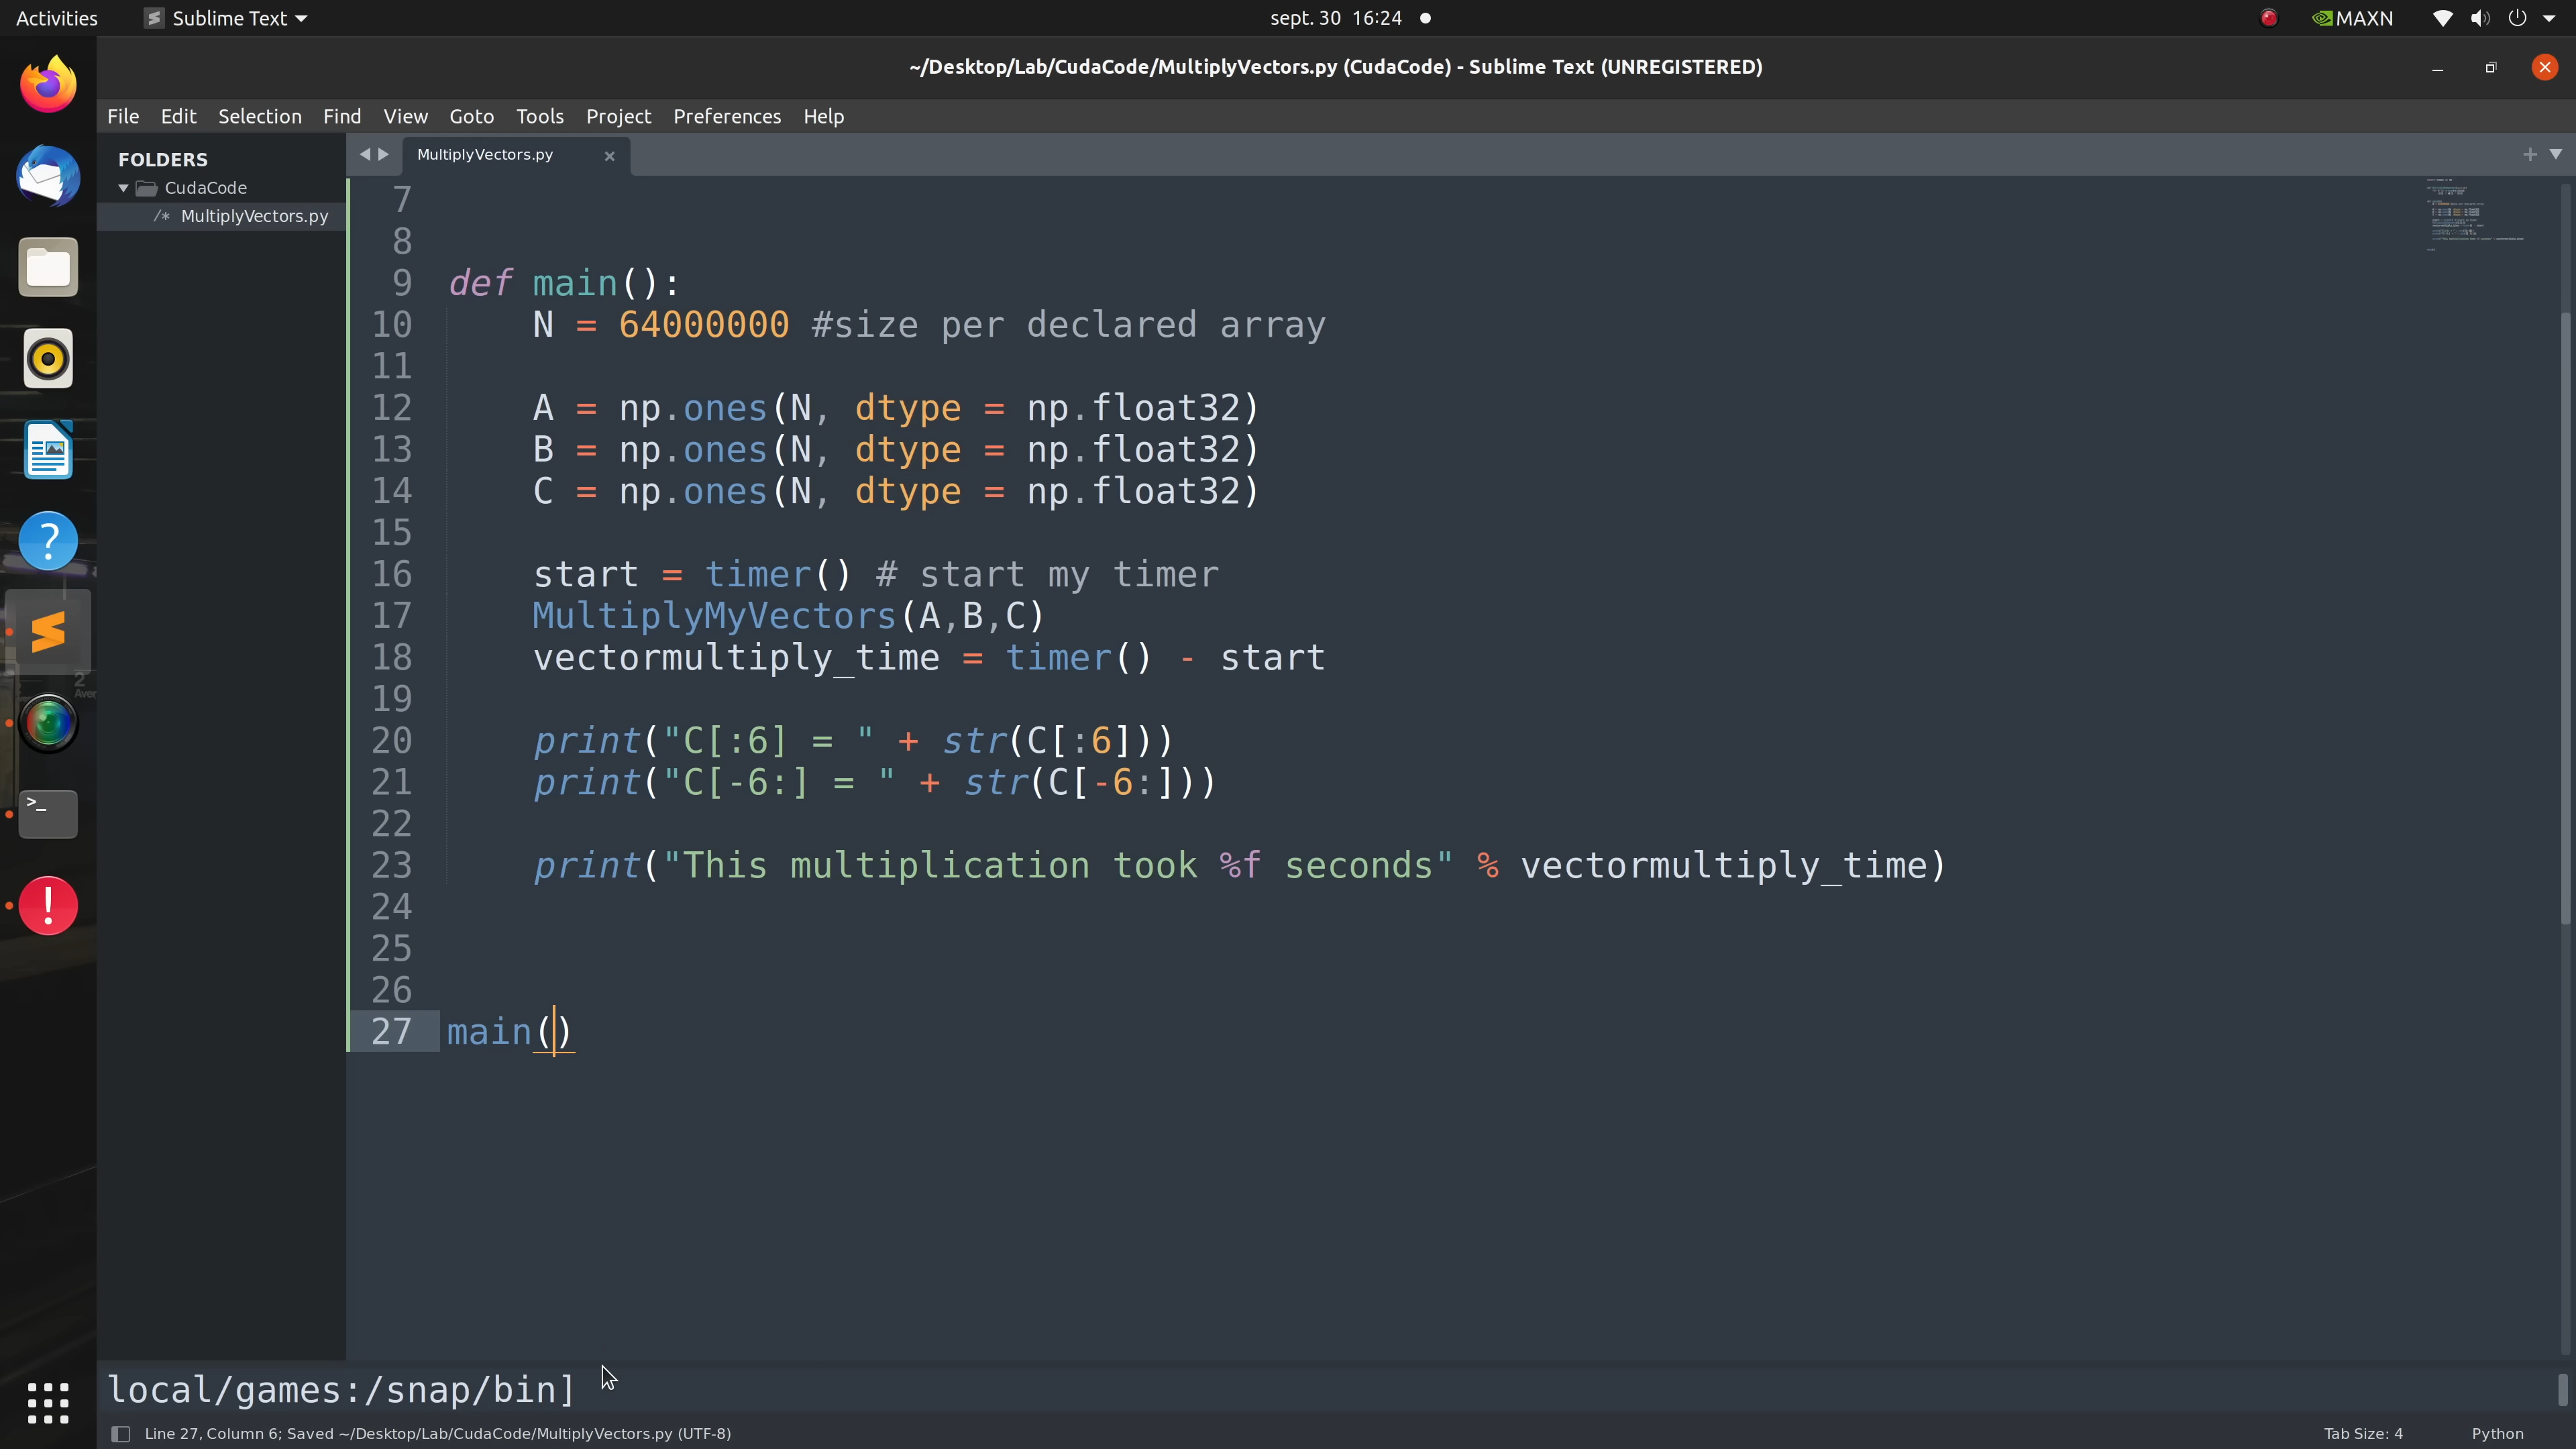 Activities
Sublime Text
sept. 30 16:24
MAXN
~/Desktop/Lab/CudaCode/MultiplyVectors.py (CudaCode) - Sublime Text (UNREGISTERED)
File Edit Selection Find View Goto Tools Project Preferences Help
FOLDERS
CudaCode
/* MultiplyVectors.py
MultiplyVectors.py
7
8
9 def main():
10 N = 64000000 #size per declared array
11
12 A = np.ones(N, dtype = np.float32)
13 B = np.ones(N, dtype = np.float32)
14 C = np.ones(N, dtype = np.float32)
15
16 start = timer() # start my timer
17 MultiplyMyVectors(A,B,C)
18 vectormultiply_time = timer() - start
19
20 print("C[:6] = " + str(C[:6]))
21 print("C[-6:] = " + str(C[-6:]))
22
23 print("This multiplication took %f seconds" % vectormultiply_time)
24
25
26
27 main()
local/games:/snap/bin]
Line 27, Column 6; Saved ~/Desktop/Lab/CudaCode/MultiplyVectors.py (UTF-8)
Tab Size: 4
Python